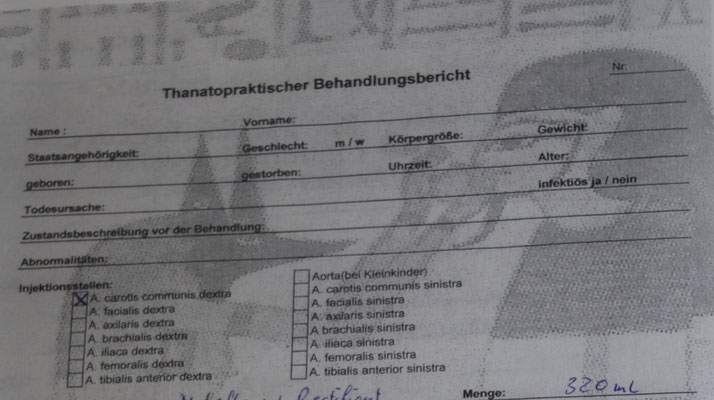 Thanatopraktischer Behandlungsbericht
Nr:
Name : Vorname:
Staatsangehörigkeit: Geschlecht: m / w Körpergröße: Gewicht:
geboren: gestorben: Uhrzeit: Alter:
Todesursache: infektiös ja / nein
Zustandsbeschreibung vor der Behandlung:
Abnormalitäten:
Injektionsstellen:
A. carotis communis dextra
A. facialis dextra
A. axilaris dextra
A. brachialis dextra
A. iliaca dextra
A. femoralis dextra
A. tibialis anterior dextra
Aorta(bei Kleinkinder)
A. carotis communis sinistra
A. facialis sinistra
A. axilaris sinistra
A brachialis sinistra
A. iliaca sinistra
A. femoralis sinistra
A. tibialis anterior sinistra
Menge: 320 ml